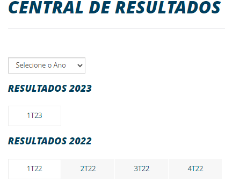 CENTRAL DE RESULTADOS
Selecione o Ano
RESULTADOS 2023
1T23
RESULTADOS 2022
1T22 2T22 3T22 4T22